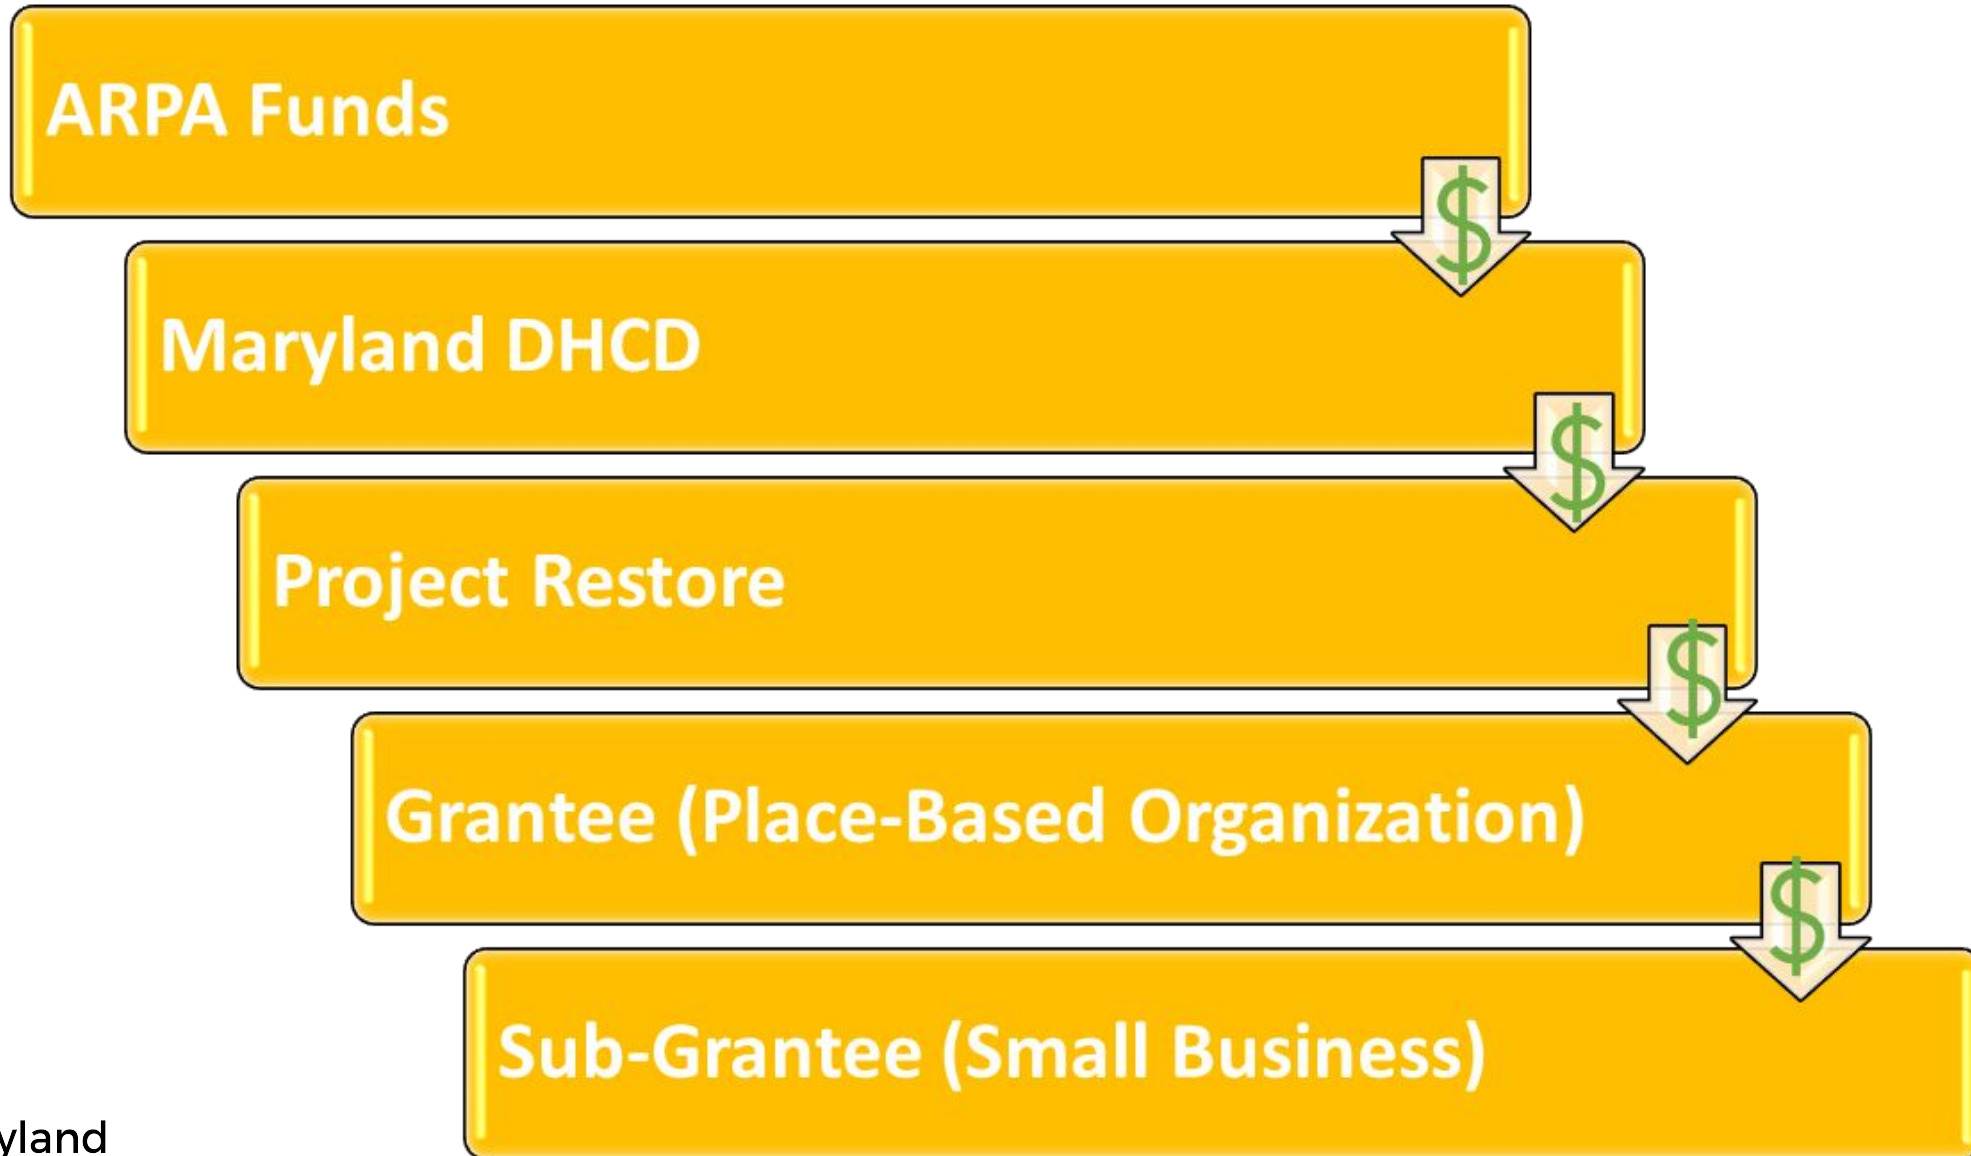 ARPA Funds
$
Maryland DHCD
$
Project Restore
$
Grantee (Place-Based Organization)
$
Sub-Grantee (Small Business)
yland